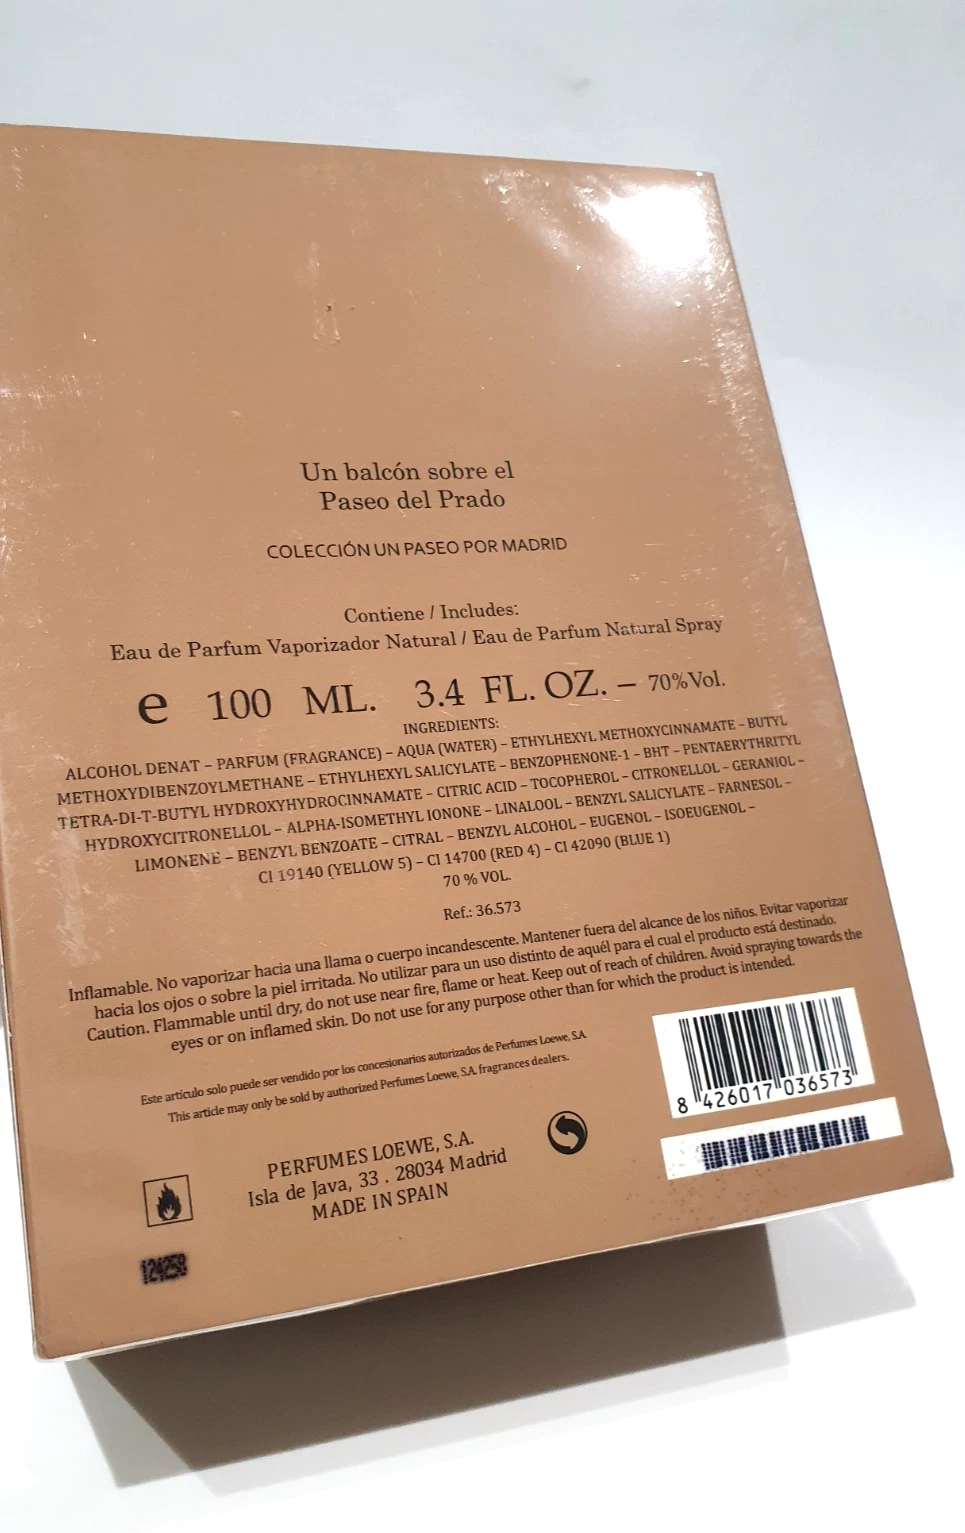 Un balcón sobre el
Paseo del Prado
COLECCIÓN UN PASEO POR MADRID
Contiene / Includes:
Eau de Parfum Vaporizador Natural / Eau de Parfum Natural Spray
e 100 ML. 3.4 FL. OZ. – 70%Vol.
INGREDIENTS:
ALCOHOL DENAT – PARFUM (FRAGRANCE) – AQUA (WATER) – ETHYLHEXYL METHOXYCINNAMATE – BUTYL
METHOXYDIBENZOYLMETHANE – ETHYLHEXYL SALICYLATE – BENZOPHENONE-1 – BHT – PENTAERYTHRITYL
TETRA-DI-T-BUTYL HYDROXYHYDROCINNAMATE – CITRIC ACID – TOCOPHEROL – CITRONELLOL – GERANIOL –
HYDROXYCITRONELLOL – ALPHA-ISOMETHYL IONONE – LINALOOL – BENZYL SALICYLATE – FARNESOL –
LIMONENE – BENZYL BENZOATE – CITRAL – BENZYL ALCOHOL – EUGENOL – ISOEUGENOL –
CI 19140 (YELLOW 5) – CI 14700 (RED 4) – CI 42090 (BLUE 1)
70 % VOL.
Ref.: 36.573
Inflamable. No vaporizar hacia una llama o cuerpo incandescente. Mantener fuera del alcance de los niños. Evitar vaporizar
hacia los ojos o sobre la piel irritada. No utilizar para un uso distinto de aquél para el cual el producto está destinado.
Caution. Flammable until dry, do not use near fire, flame or heat. Keep out of reach of children. Avoid spraying towards the
eyes or on inflamed skin. Do not use for any purpose other than for which the product is intended.
Este artículo solo puede ser vendido por los concesionarios autorizados de Perfumes Loewe, S.A.
This article may only be sold by authorized Perfumes Loewe, S.A. fragrances dealers.
8 426017 036573
PERFUMES LOEWE, S.A.
Isla de Java, 33 . 28034 Madrid
MADE IN SPAIN